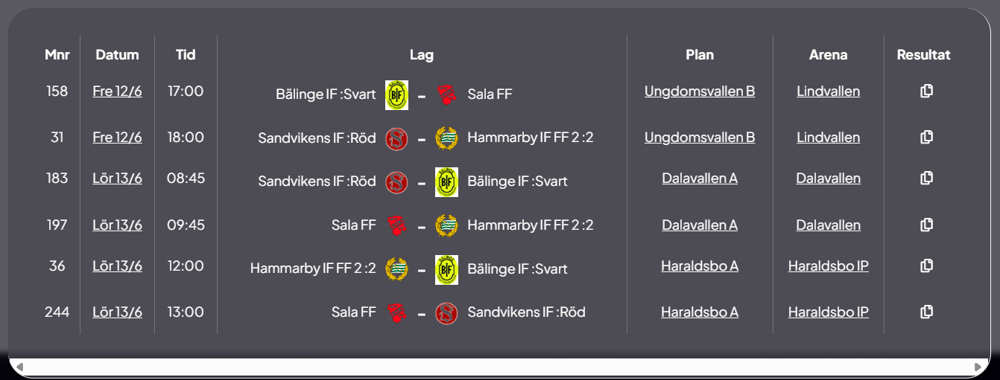 Mnr Datum Tid Lag Plan Arena Resultat
158 Fre 12/6 17:00 Bälinge IF :Svart - Sala FF Ungdomsvallen B Lindvallen
31 Fre 12/6 18:00 Sandvikens IF :Röd - Hammarby IF FF 2 :2 Ungdomsvallen B Lindvallen
183 Lör 13/6 08:45 Sandvikens IF :Röd - Bälinge IF :Svart Dalavallen A Dalavallen
197 Lör 13/6 09:45 Sala FF - Hammarby IF FF 2 :2 Dalavallen A Dalavallen
36 Lör 13/6 12:00 Hammarby IF FF 2 :2 - Bälinge IF :Svart Haraldsbo A Haraldsbo IP
244 Lör 13/6 13:00 Sala FF - Sandvikens IF :Röd Haraldsbo A Haraldsbo IP